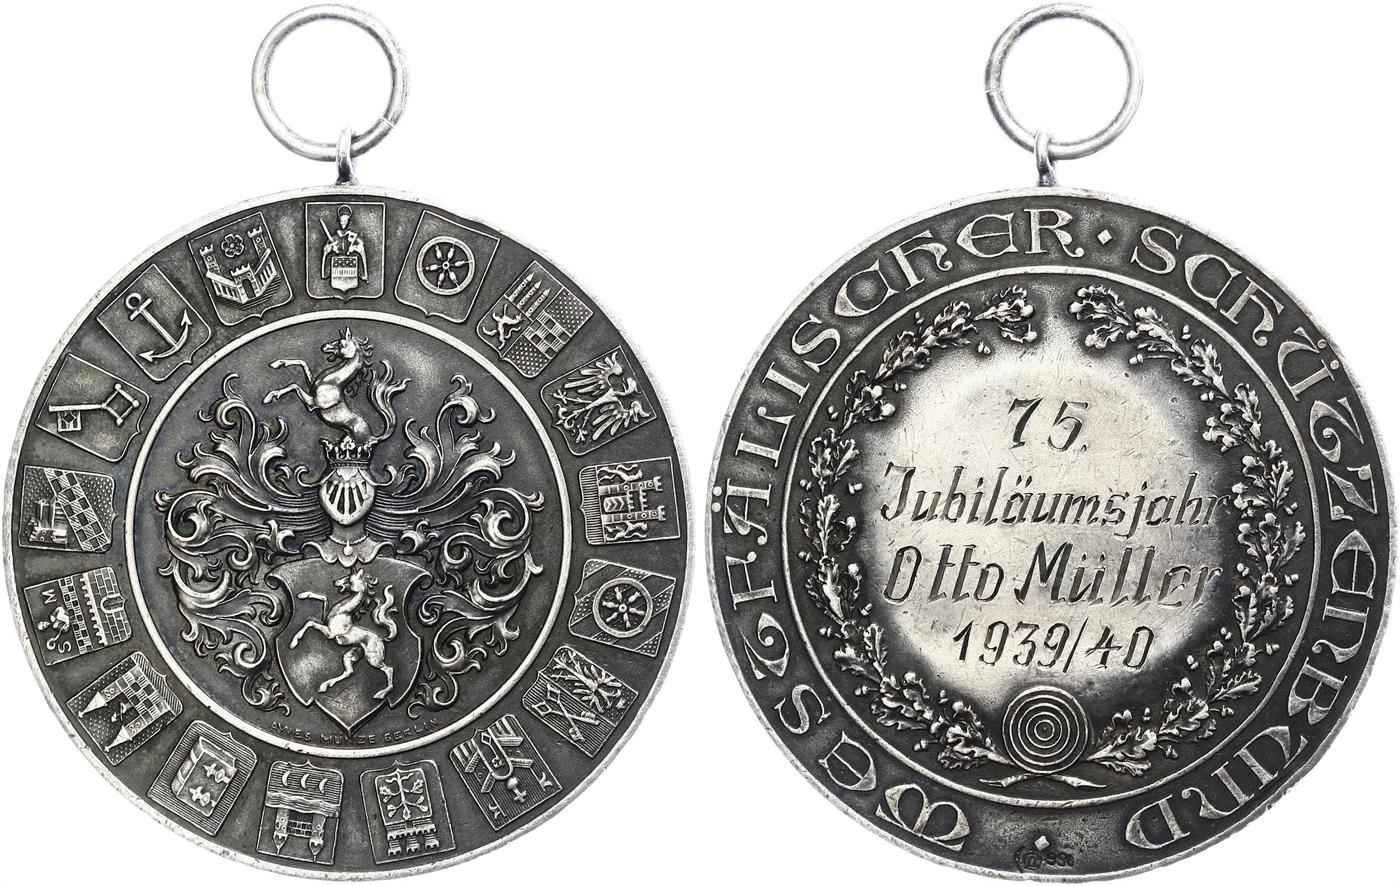 AWES MÜNZE BERLIN
S M
WESTFÄLISCHER · SCHÜTZENBUND ·
75.
Jubiläumsjahr
Otto Müller
1939/40
990